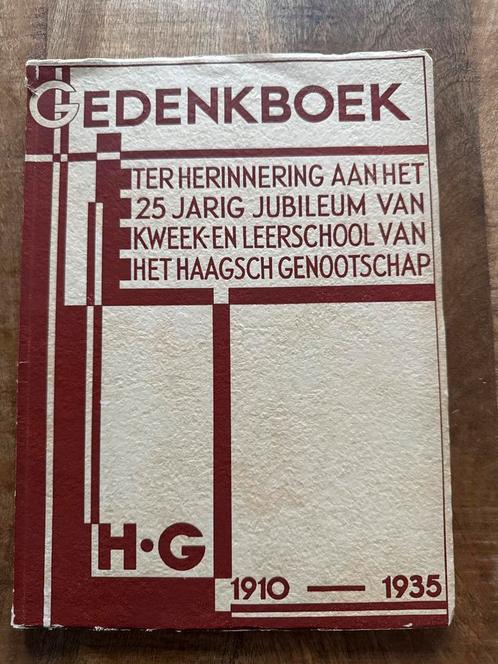 GEDENKBOEK
TER HERINNERING AAN HET
25 JARIG JUBILEUM VAN
KWEEK-EN LEERSCHOOL VAN
HET HAAGSCH GENOOTSCHAP
H·G
1910 — 1935